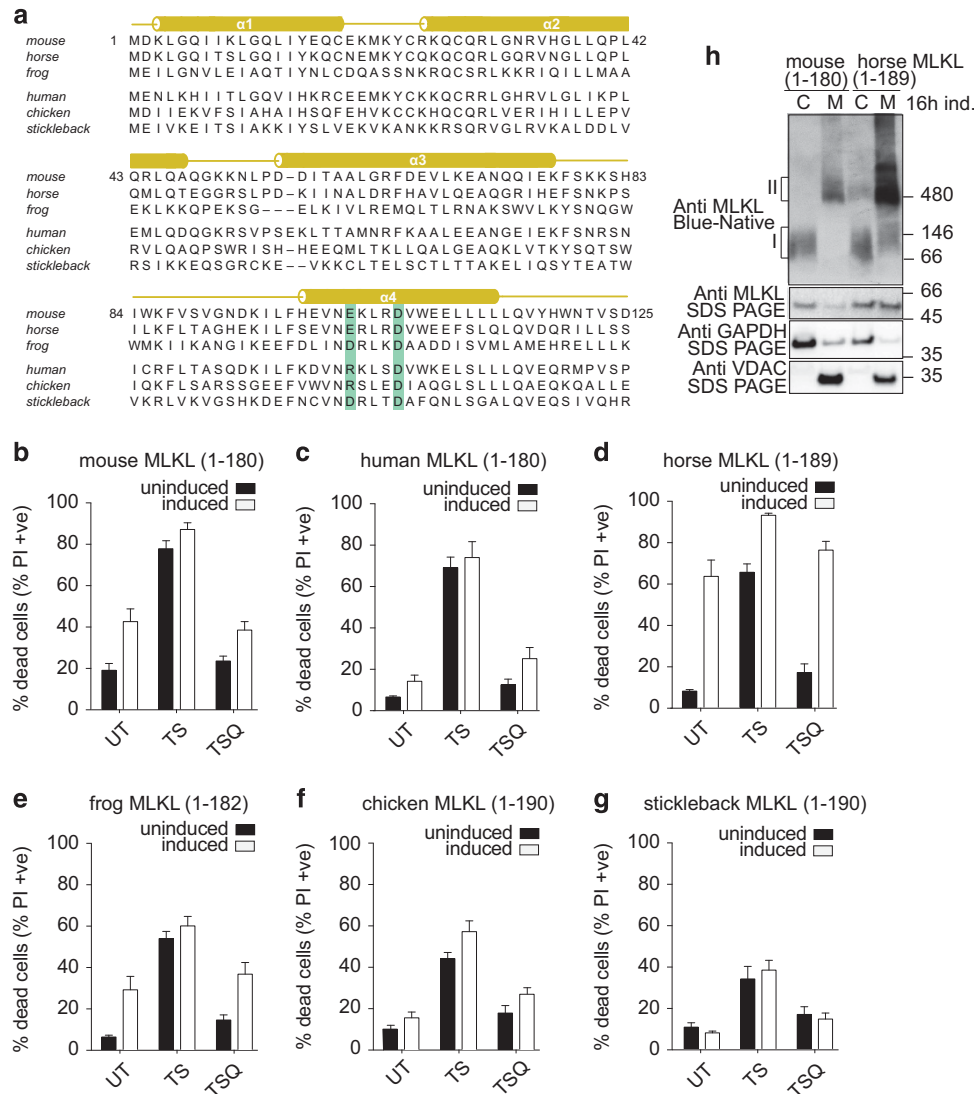 a
α1 α2
mouse 1 MDKLGQIIKLGQLIYEQCEKMKYCRKQCQRLGNRVHGLLQPL 42
horse MDKLGQITSLGQIIYKQCNEMKYCQKQCQRLGQRVNGLLQPL
frog MEILGNVLEIAQTIYNLCDQASSNKRQCSRLKKRIQILLMAA
human MENLKHIITLGQVIHKRCEEMKYCKKQCRRLGHRVLGLIKPL
chicken MDIIEKVFSIAHAIHSQFEHVKCCKHQCQRLVERIHILLEPV
stickleback MEIVKEITSIAKKIYSLVEKVKANKKRSQRVGLRVKALDDLV
α3
mouse 43 QRLQAQGKKNLPD–DITAALGRFDEVLKEANQQIEKFSKKSH 83
horse QMLQTEGGRSLPID–NINALDRFHAVLQEAGRQIHEFSNKPS
frog EKLKKQPEKSG–––ELKIVLREMQLTLRNAKSWVLKYSNQGW
human EMLQDQGKRSVPSEKLTTAMNRFKAALEEANGEIEKFSNRSN
chicken RVLQAQPSWRISH–HEEQMLTKLLQALGEAQKLVTKYSQTSW
stickleback RSIKKEQSGRCKE––VKKCLTELSCTLTTAKELIQSYTEATW
α4
mouse 84 IWKFVSVGNDKILFHEVNEKLRDVWEELLLLLQVYHWNTVSD 125
horse ILKFLTAGHEKILFSEVNERLRDVWEEFSLQLQVDRRILLSS
frog WMKIIKANGIKEEFDLINDRLKDAADDISVMLAMEHRELLLK
human ICRFLTASQDKILFKDVNRKLSDVWKELSLLLQVEQRMPVSP
chicken IQKFLSARSSGEEFVWVNRSLEDIAQGLSLLLQAEQKQALLE
stickleback VKRLVKVGSHKDEFNCVNDRLTDAFQNLSGALQVEQSIVQHR
h
mouse (1-180) horse MLKL (1-189)
C M C M 16h ind.
Anti MLKL Blue-Native
II
I
480
146
66
Anti MLKL SDS PAGE
66
45
Anti GAPDH SDS PAGE
35
Anti VDAC SDS PAGE
35
b mouse MLKL (1-180)
uninduced
induced
% dead cells (% PI +ve)
100
80
60
40
20
0
UT TS TSQ
c human MLKL (1-180)
uninduced
induced
% dead cells (% PI +ve)
100
80
60
40
20
0
UT TS TSQ
d horse MLKL (1-189)
uninduced
induced
% dead cells (% PI +ve)
100
80
60
40
20
0
UT TS TSQ
e frog MLKL (1-182)
uninduced
induced
% dead cells (% PI +ve)
100
80
60
40
20
0
UT TS TSQ
f chicken MLKL (1-190)
uninduced
induced
% dead cells (% PI +ve)
100
80
60
40
20
0
UT TS TSQ
g stickleback MLKL (1-190)
uninduced
induced
% dead cells (% PI +ve)
100
80
60
40
20
0
UT TS TSQ